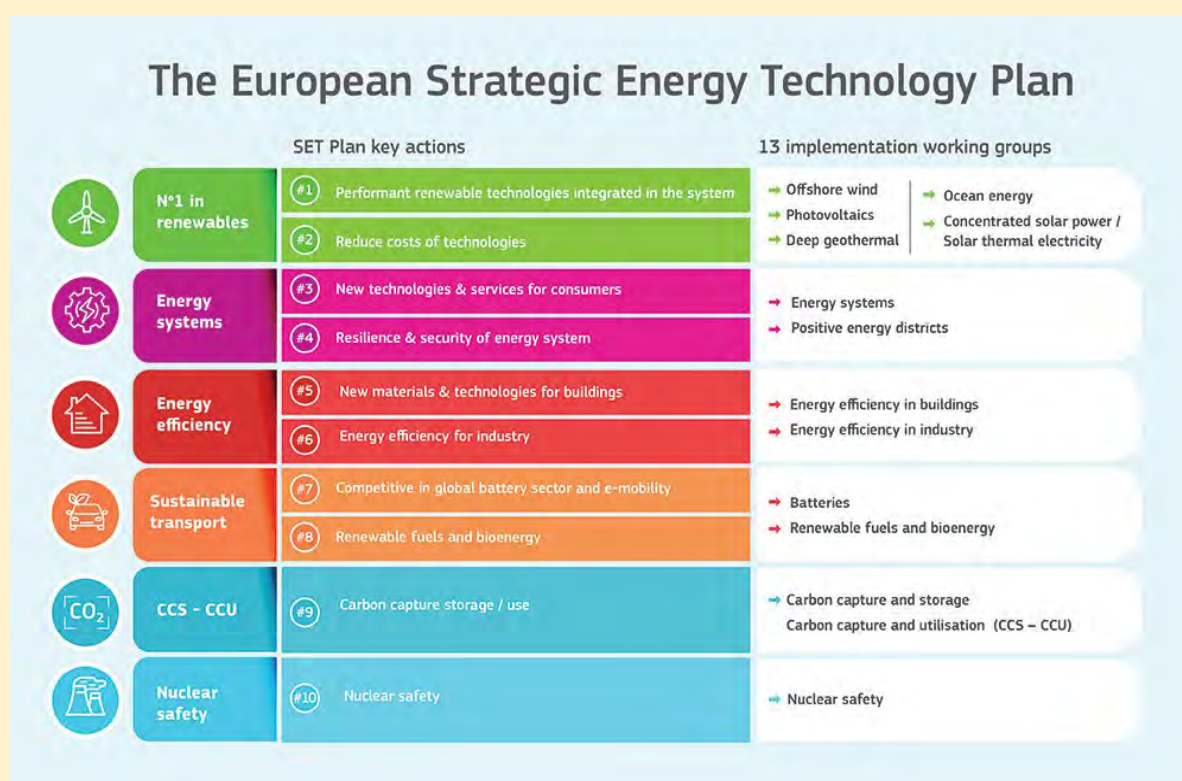 The European Strategic Energy Technology Plan
SET Plan key actions
13 implementation working groups
N°1 in
renewables
#1 Performant renewable technologies integrated in the system
#2 Reduce costs of technologies
Offshore wind
Photovoltaics
Deep geothermal
Ocean energy
Concentrated solar power /
Solar thermal electricity
Energy
systems
#3 New technologies & services for consumers
#4 Resilience & security of energy system
Energy systems
Positive energy districts
Energy
efficiency
#5 New materials & technologies for buildings
#6 Energy efficiency for industry
Energy efficiency in buildings
Energy efficiency in industry
Sustainable
transport
#7 Competitive in global battery sector and e-mobility
#8 Renewable fuels and bioenergy
Batteries
Renewable fuels and bioenergy
CO2
CCS - CCU
#9 Carbon capture storage / use
Carbon capture and storage
Carbon capture and utilisation (CCS – CCU)
Nuclear
safety
#10 Nuclear safety
Nuclear safety